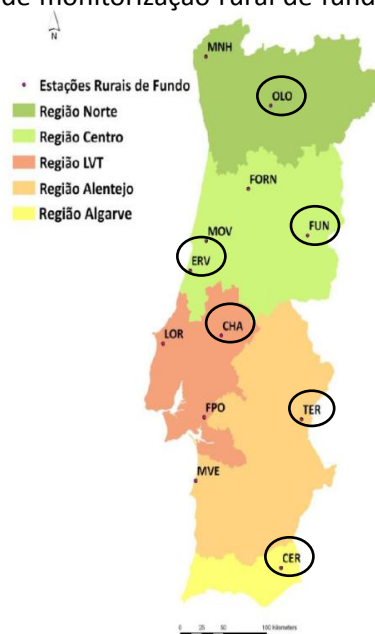 de monitorização rural de fund
N
MNH
Estações Rurais de Fundo
OLO
Região Norte
Região Centro
Região LVT
FORN
Região Alentejo
Região Algarve
FUN
MOV
ERV
CHA
LOR
FPO
TER
MVE
CER
0 25 50 100 Kilometers